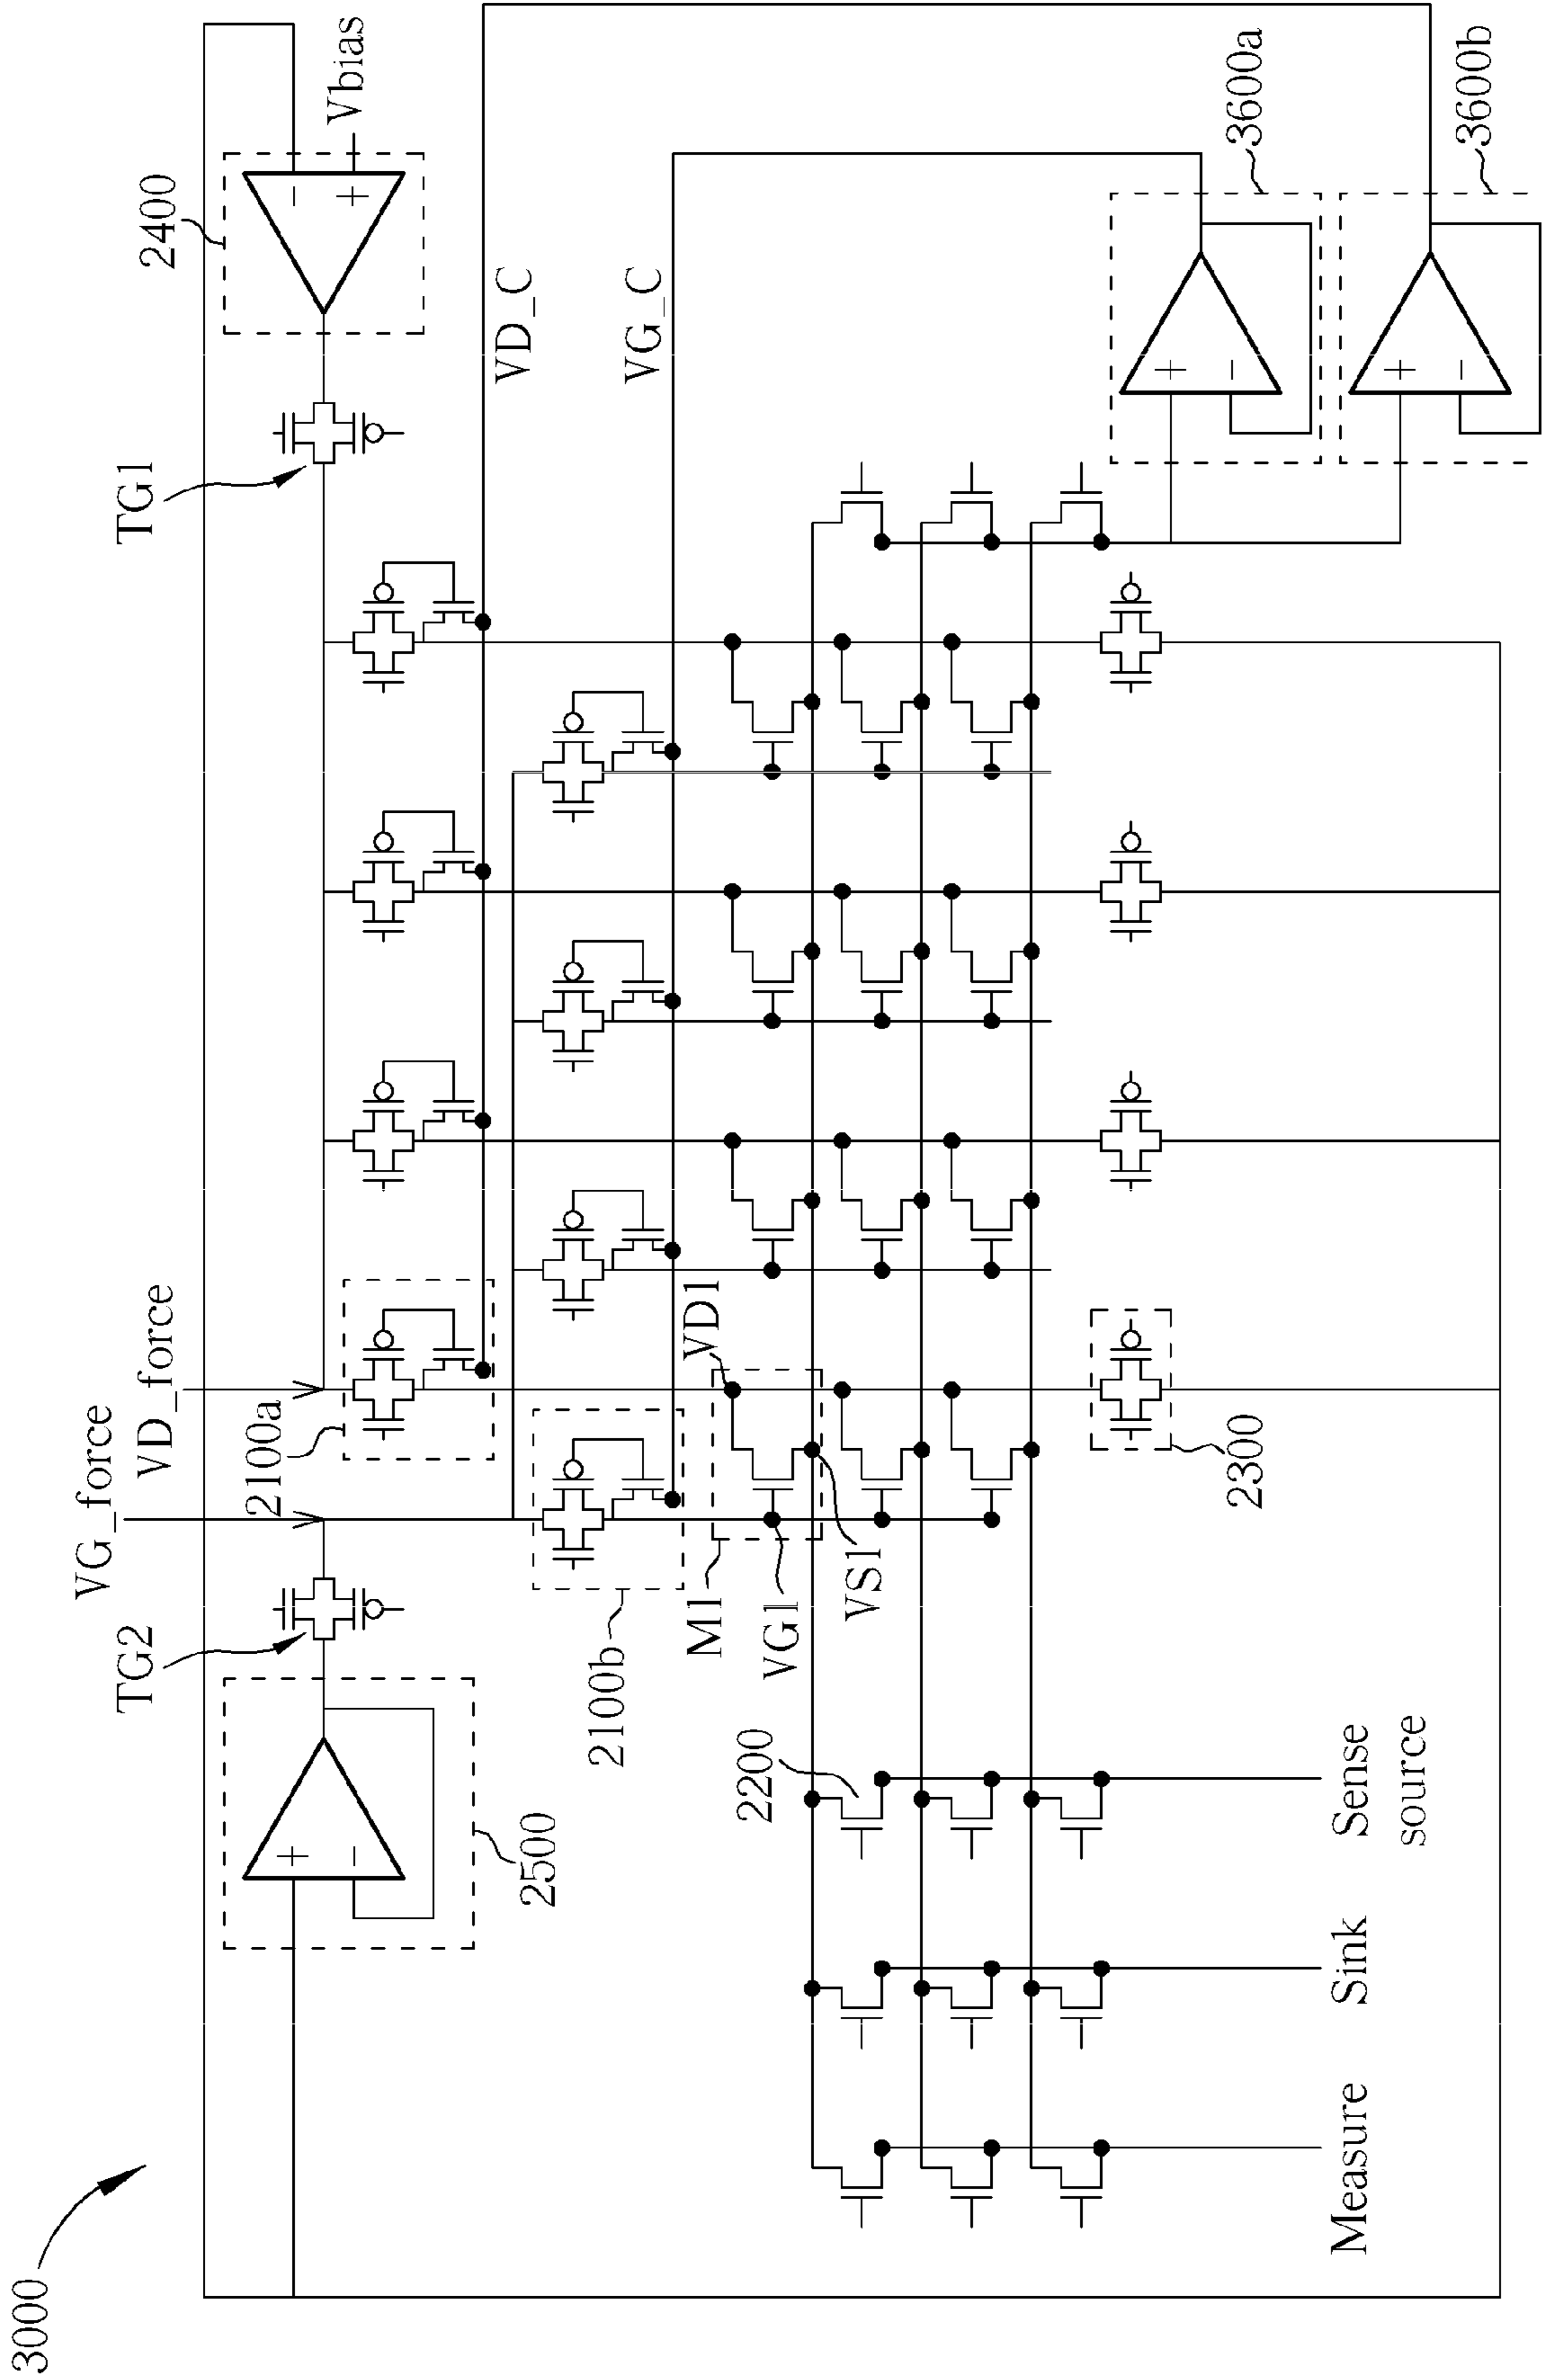 3000
VG_force
VD_force
TG2
TG1
2400
Vbias
−
+
+
−
2500
2100a
2100b
VD_C
VG_C
M1
VD1
VG1
VS1
2200
2300
3600a
+
−
3600b
+
−
Measure
Sink
Sense
source